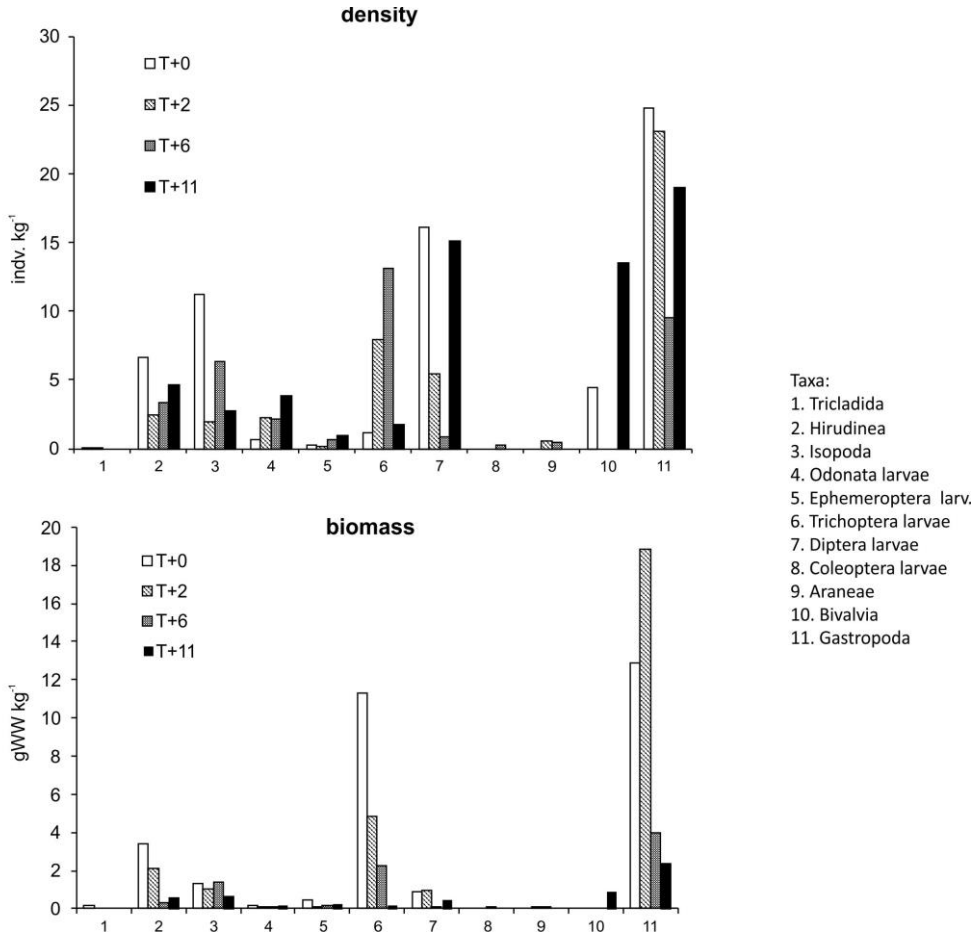 density
30
25
20
15
10
5
0
indv. kg-1
T+0
T+2
T+6
T+11
1 2 3 4 5 6 7 8 9 10 11
biomass
20
18
16
14
12
10
8
6
4
2
0
gWW kg-1
T+0
T+2
T+6
T+11
1 2 3 4 5 6 7 8 9 10 11
Taxa:
1. Tricladida
2. Hirudinea
3. Isopoda
4. Odonata larvae
5. Ephemeroptera larv.
6. Trichoptera larvae
7. Diptera larvae
8. Coleoptera larvae
9. Araneae
10. Bivalvia
11. Gastropoda